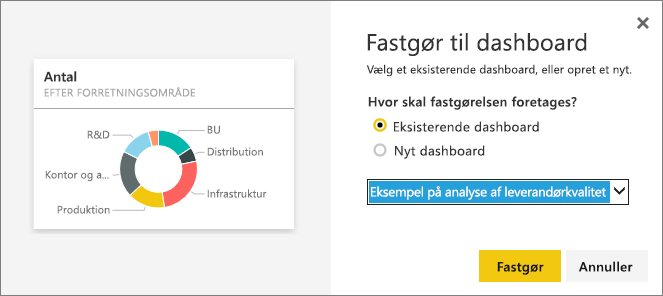 Antal
EFTER FORRETNINGSOMRÅDE
R&D
BU
Distribution
Kontor og a...
Infrastruktur
Produktion
Fastgør til dashboard
Vælg et eksisterende dashboard, eller opret et nyt.
Hvor skal fastgørelsen foretages?
Eksisterende dashboard
Nyt dashboard
Eksempel på analyse af leverandørkvalitet
Fastgør
Annuller